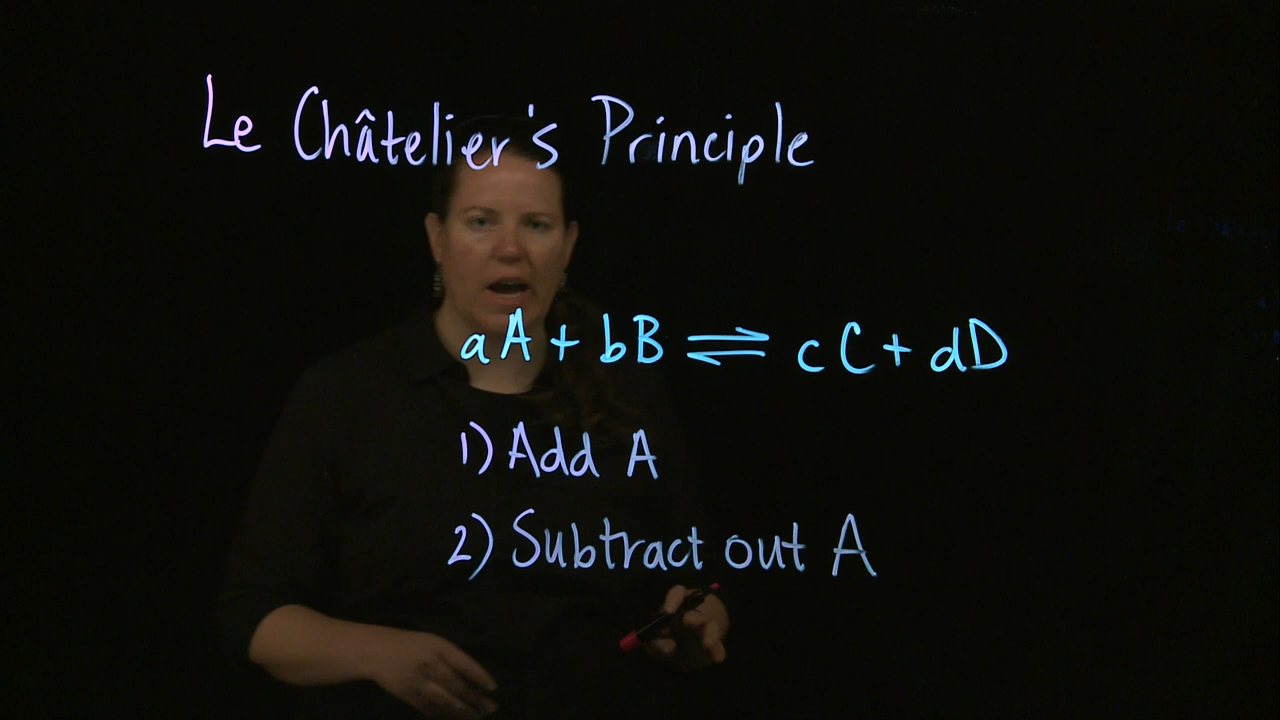 Le Châtelier's Principle
aA + bB ⇌ cC + dD
1) Add A
2) Subtract out A